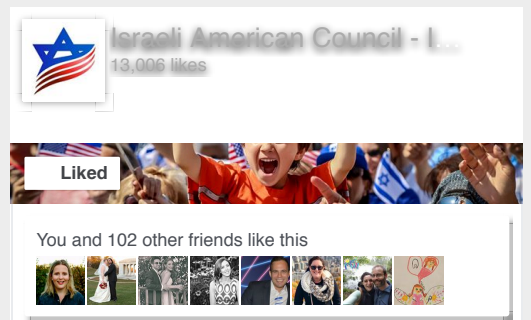 Israeli American Council - I...
13,006 likes
Liked
You and 102 other friends like this